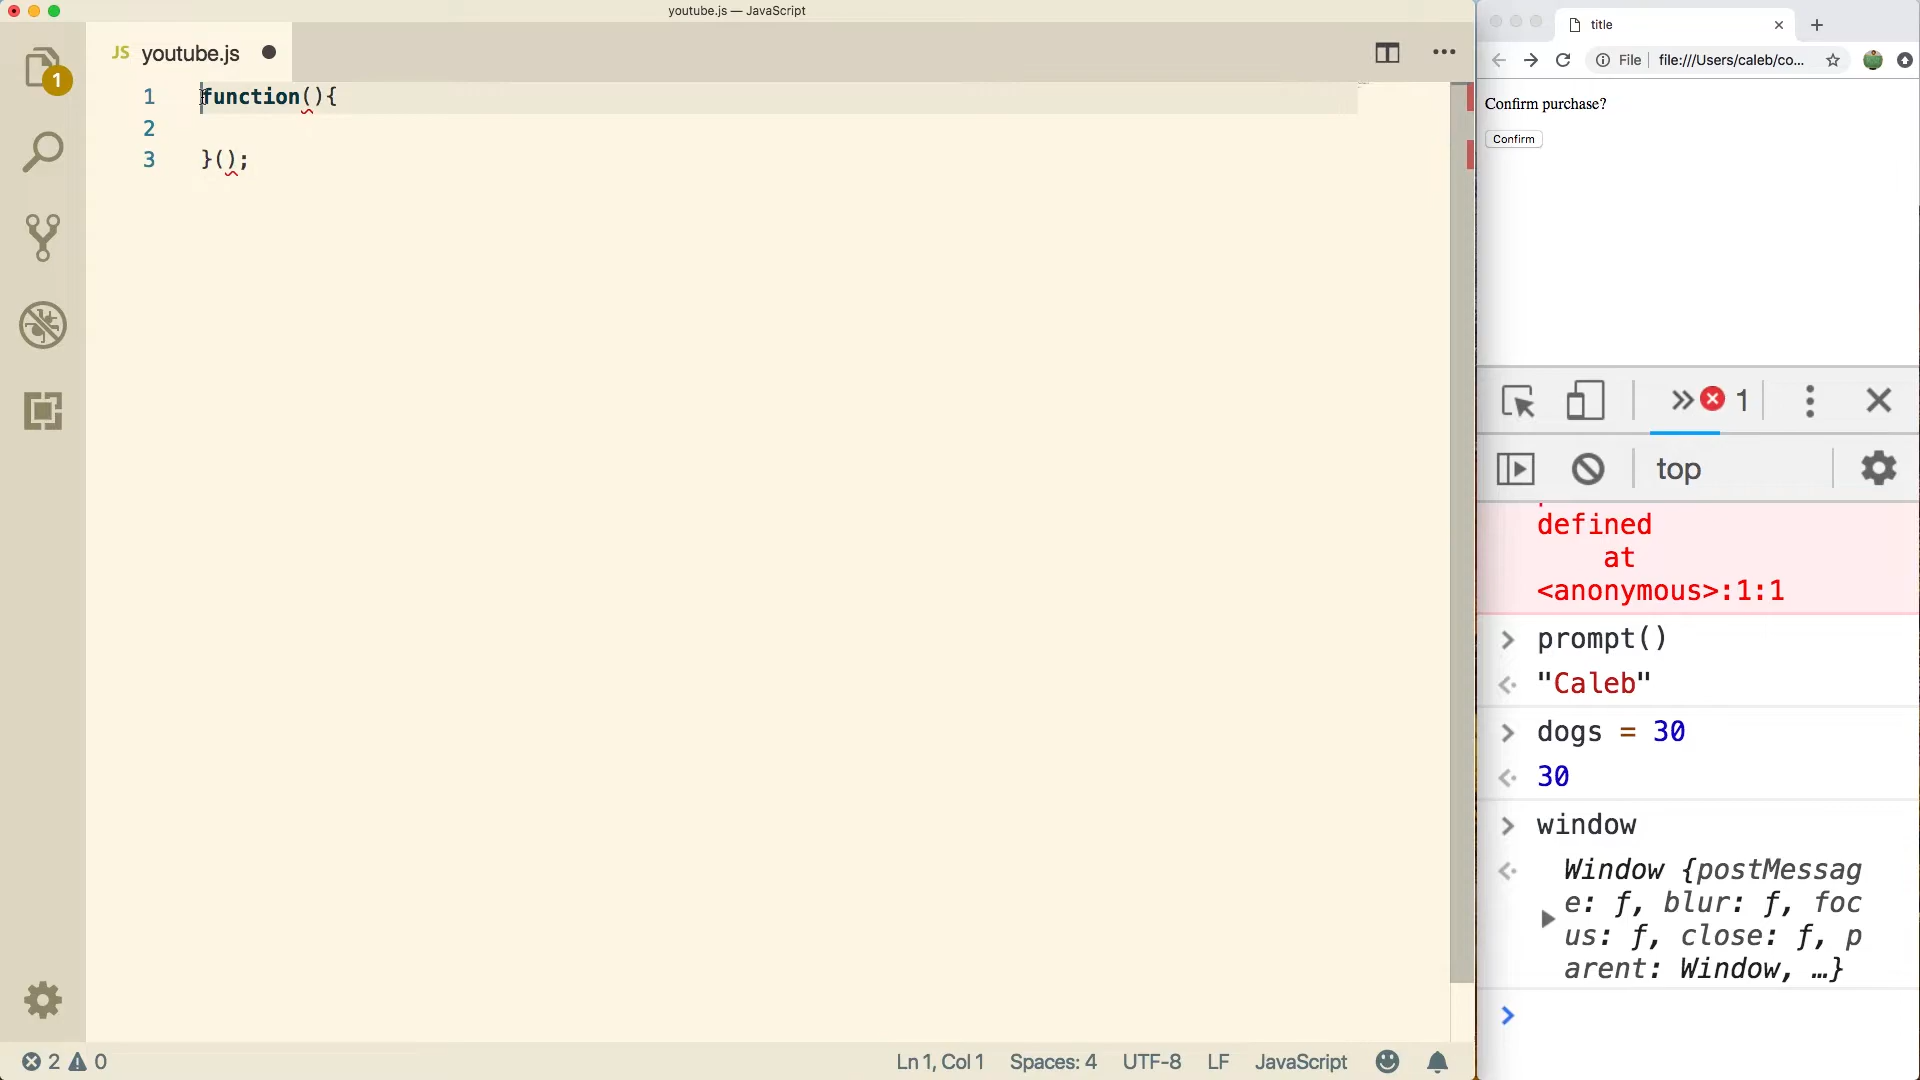 youtube.js — JavaScript
JS youtube.js
1
1 function(){
2
3 }();
2 0
Ln 1, Col 1 Spaces: 4 UTF-8 LF JavaScript
title
File file:///Users/caleb/co...
Confirm purchase?
Confirm
1
top
defined
at
<anonymous>:1:1
prompt()
"Caleb"
dogs = 30
30
window
Window {postMessag
e: ƒ, blur: ƒ, foc
us: ƒ, close: ƒ, p
arent: Window, …}